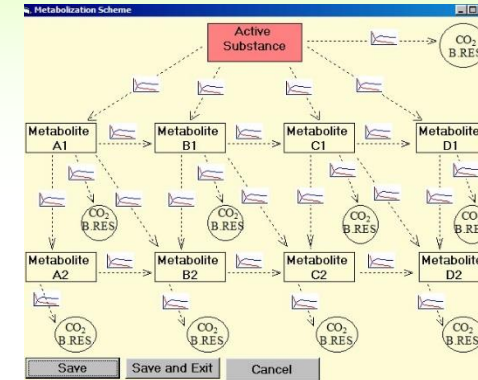 Metabolization Scheme
Active
Substance
CO2
B.RES
Metabolite
A1
Metabolite
B1
Metabolite
C1
Metabolite
D1
CO2
B.RES
CO2
B.RES
CO2
B.RES
CO
B.RES
Metabolite
A2
Metabolite
B2
Metabolite
C2
Metabolite
D2
CO2
B.RES
CO2
B.RES
CO2
B.RES
CO2
B.RES
Save
Save and Exit
Cancel